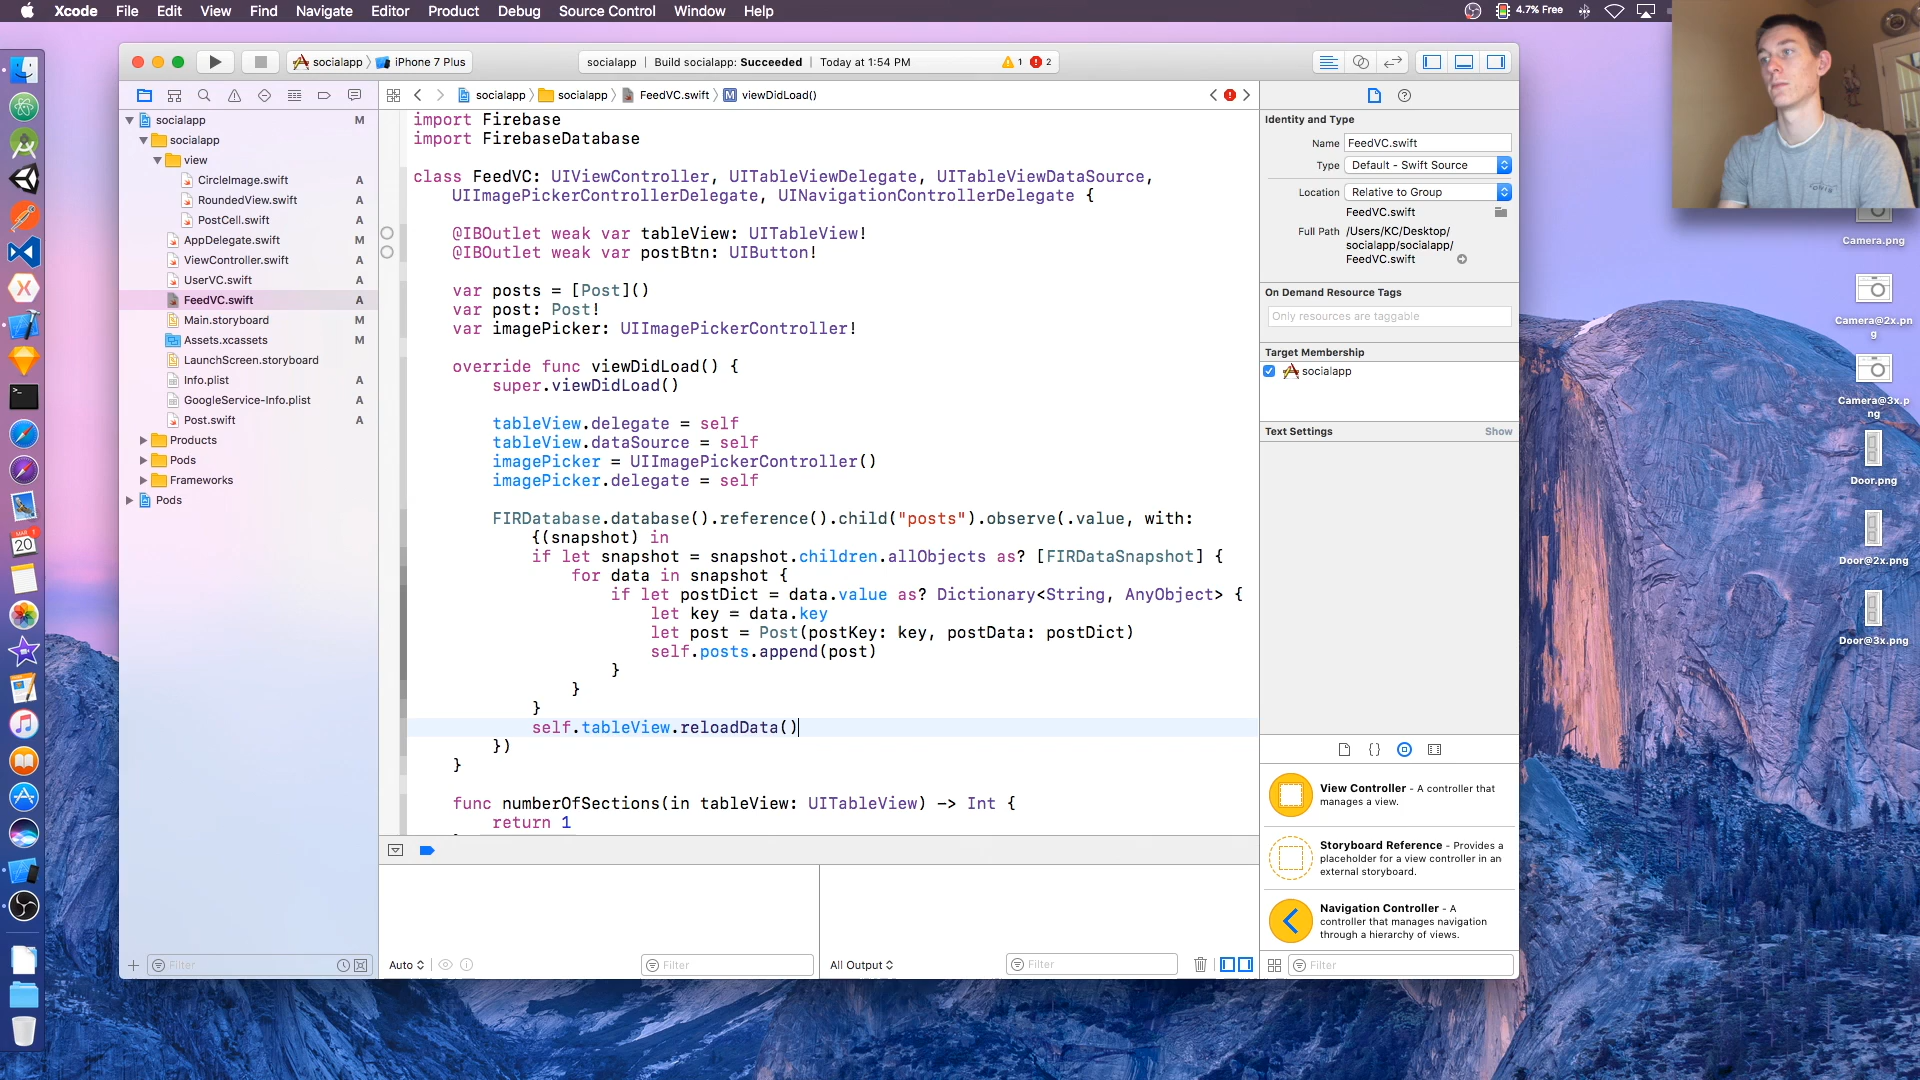 Xcode File Edit View Find Navigate Editor Product Debug Source Control Window Help
4.7% Free
socialapp iPhone 7 Plus
socialapp | Build socialapp: Succeeded | Today at 1:54 PM
1 2
socialapp socialapp FeedVC.swift M viewDidLoad()
socialapp M
socialapp
view
CircleImage.swift A
RoundedView.swift A
PostCell.swift A
AppDelegate.swift M
ViewController.swift A
UserVC.swift A
FeedVC.swift A
Main.storyboard M
Assets.xcassets M
LaunchScreen.storyboard
Info.plist A
GoogleService-Info.plist A
Post.swift A
Products
Pods
Frameworks
Pods
Filter
import Firebase
import FirebaseDatabase
class FeedVC: UIViewController, UITableViewDelegate, UITableViewDataSource,
UIImagePickerControllerDelegate, UINavigationControllerDelegate {
@IBOutlet weak var tableView: UITableView!
@IBOutlet weak var postBtn: UIButton!
var posts = [Post]()
var post: Post!
var imagePicker: UIImagePickerController!
override func viewDidLoad() {
super.viewDidLoad()
tableView.delegate = self
tableView.dataSource = self
imagePicker = UIImagePickerController()
imagePicker.delegate = self
FIRDatabase.database().reference().child("posts").observe(.value, with:
{(snapshot) in
if let snapshot = snapshot.children.allObjects as? [FIRDataSnapshot] {
for data in snapshot {
if let postDict = data.value as? Dictionary<String, AnyObject> {
let key = data.key
let post = Post(postKey: key, postData: postDict)
self.posts.append(post)
}
}
}
self.tableView.reloadData()
})
}
func numberOfSections(in tableView: UITableView) -> Int {
return 1
Auto
Filter
All Output
Filter
Identity and Type
Name FeedVC.swift
Type Default - Swift Source
Location Relative to Group
FeedVC.swift
Full Path /Users/KC/Desktop/
socialapp/socialapp/
FeedVC.swift
On Demand Resource Tags
Only resources are taggable
Target Membership
socialapp
Text Settings Show
View Controller - A controller that
manages a view.
Storyboard Reference - Provides a
placeholder for a view controller in an
external storyboard.
Navigation Controller - A
controller that manages navigation
through a hierarchy of views.
Filter
Camera.png
Camera@2x.pn
g
Camera@3x.p
ng
Door.png
Door@2x.png
Door@3x.png
20